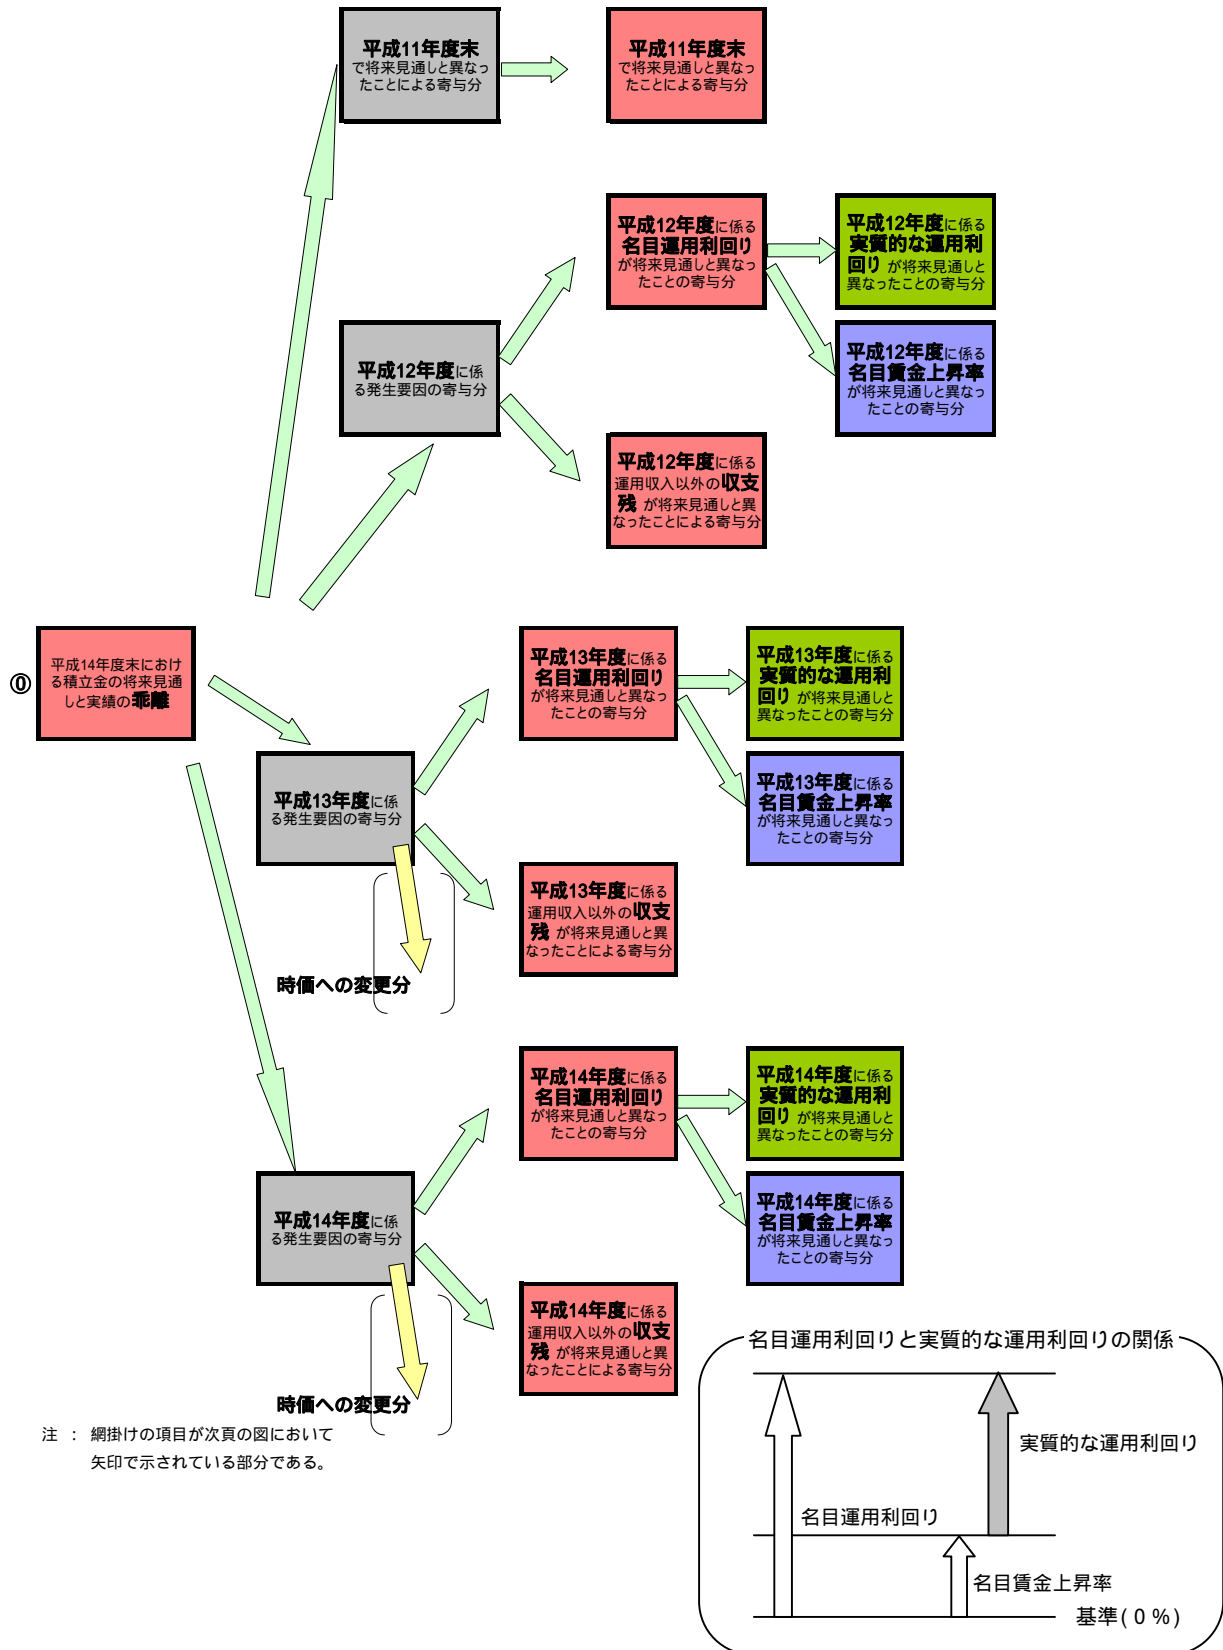 平成11年度末
で将来見通しと異なっ
たことによる寄与分
平成11年度末
で将来見通しと異なっ
たことによる寄与分
平成12年度に係る
名目運用利回り
が将来見通しと異なっ
たことの寄与分
平成12年度に係る
実質的な運用利
回り が将来見通しと
異なったことの寄与分
平成12年度に係
る発生要因の寄与分
平成12年度に係る
名目賃金上昇率
が将来見通しと異なっ
たことの寄与分
平成12年度に係る
運用収入以外の収支
残 が将来見通しと異
なったことによる寄与分
⓪
平成14年度末におけ
る積立金の将来見通
しと実績の乖離
平成13年度に係る
名目運用利回り
が将来見通しと異なっ
たことの寄与分
平成13年度に係る
実質的な運用利
回り が将来見通しと
異なったことの寄与分
平成13年度に係
る発生要因の寄与分
平成13年度に係る
名目賃金上昇率
が将来見通しと異なっ
たことの寄与分
平成13年度に係る
運用収入以外の収支
残 が将来見通しと異
なったことによる寄与分
時価への変更分
平成14年度に係る
名目運用利回り
が将来見通しと異なっ
たことの寄与分
平成14年度に係る
実質的な運用利
回り が将来見通しと
異なったことの寄与分
平成14年度に係
る発生要因の寄与分
平成14年度に係る
名目賃金上昇率
が将来見通しと異なっ
たことの寄与分
平成14年度に係る
運用収入以外の収支
残 が将来見通しと異
なったことによる寄与分
時価への変更分
注 : 網掛けの項目が次頁の図において
矢印で示されている部分である。
名目運用利回りと実質的な運用利回りの関係
実質的な運用利回り
名目運用利回り
名目賃金上昇率
基準(0%)